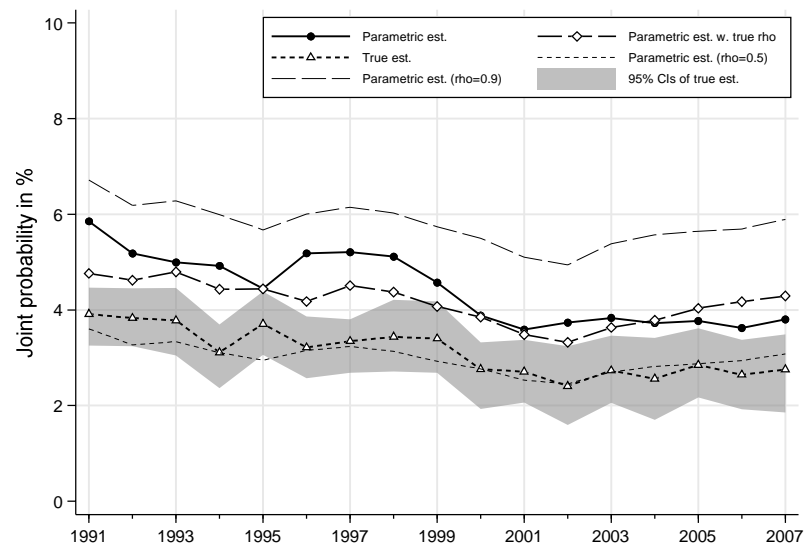 Parametric est.
Parametric est. w. true rho
True est.
Parametric est. (rho=0.5)
Parametric est. (rho=0.9)
95% CIs of true est.
Joint probability in %
10
8
6
4
2
0
1991 1993 1995 1997 1999 2001 2003 2005 2007